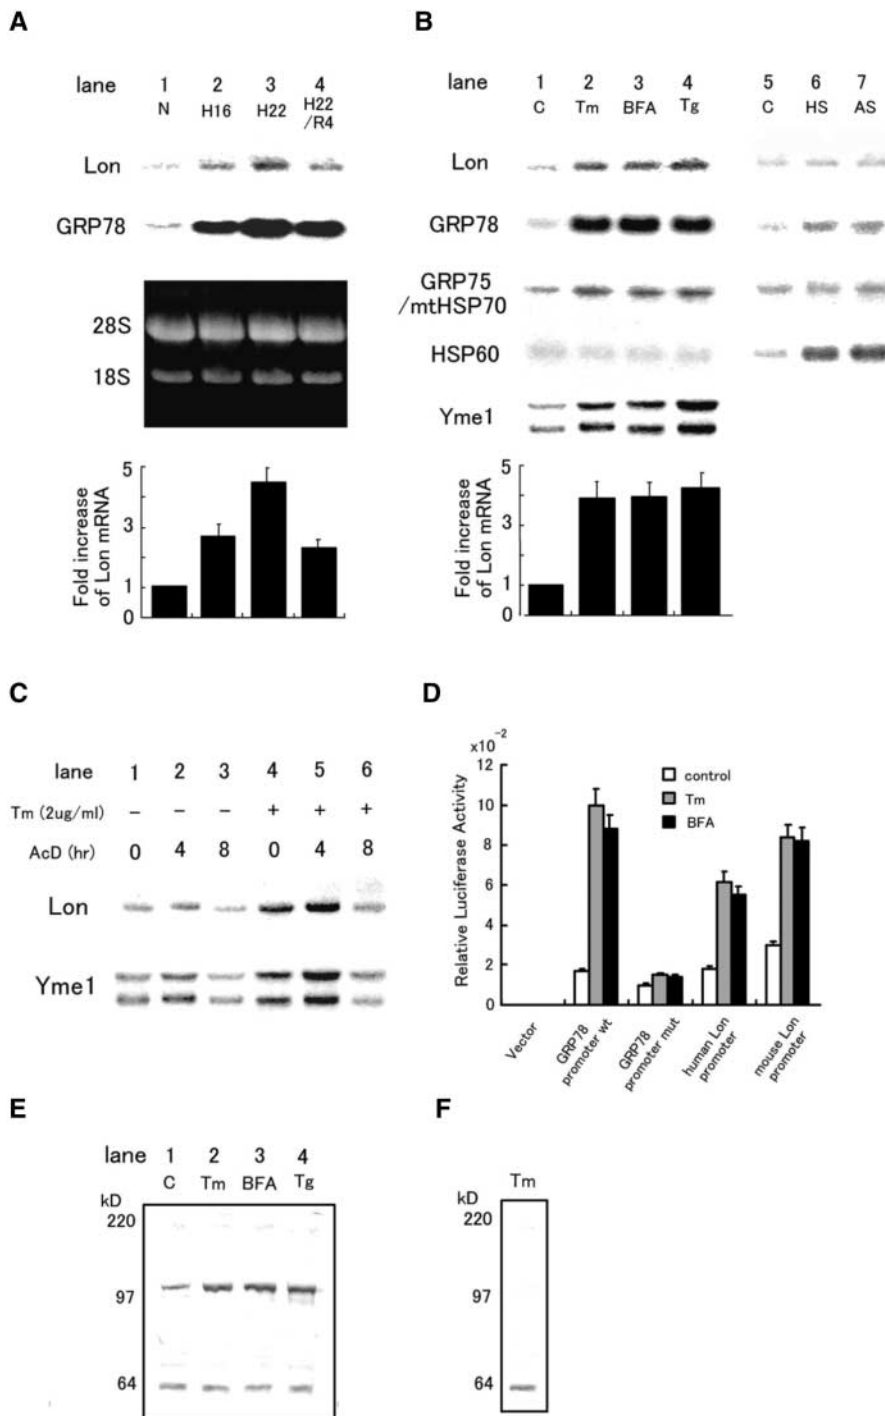 A
lane 1 2 3 4
N H16 H22 H22
/R4
Lon
GRP78
28S
18S
Fold increase
of Lon mRNA
5
3
1
0
B
lane 1 2 3 4 5 6 7
C Tm BFA Tg C HS AS
Lon
GRP78
GRP75
/mtHSP70
HSP60
Yme1
Fold increase
of Lon mRNA
5
3
1
0
C
lane 1 2 3 4 5 6
Tm (2ug/ml) − − − + + +
AcD (hr) 0 4 8 0 4 8
Lon
Yme1
D
x10⁻²
Relative Luciferase Activity
12
10
8
6
4
2
0
control
Tm
BFA
Vector
GRP78
promoter wt
GRP78
promoter mut
human Lon
promoter
mouse Lon
promoter
E
lane 1 2 3 4
C Tm BFA Tg
kD
220
97
64
F
Tm
kD
220
97
64